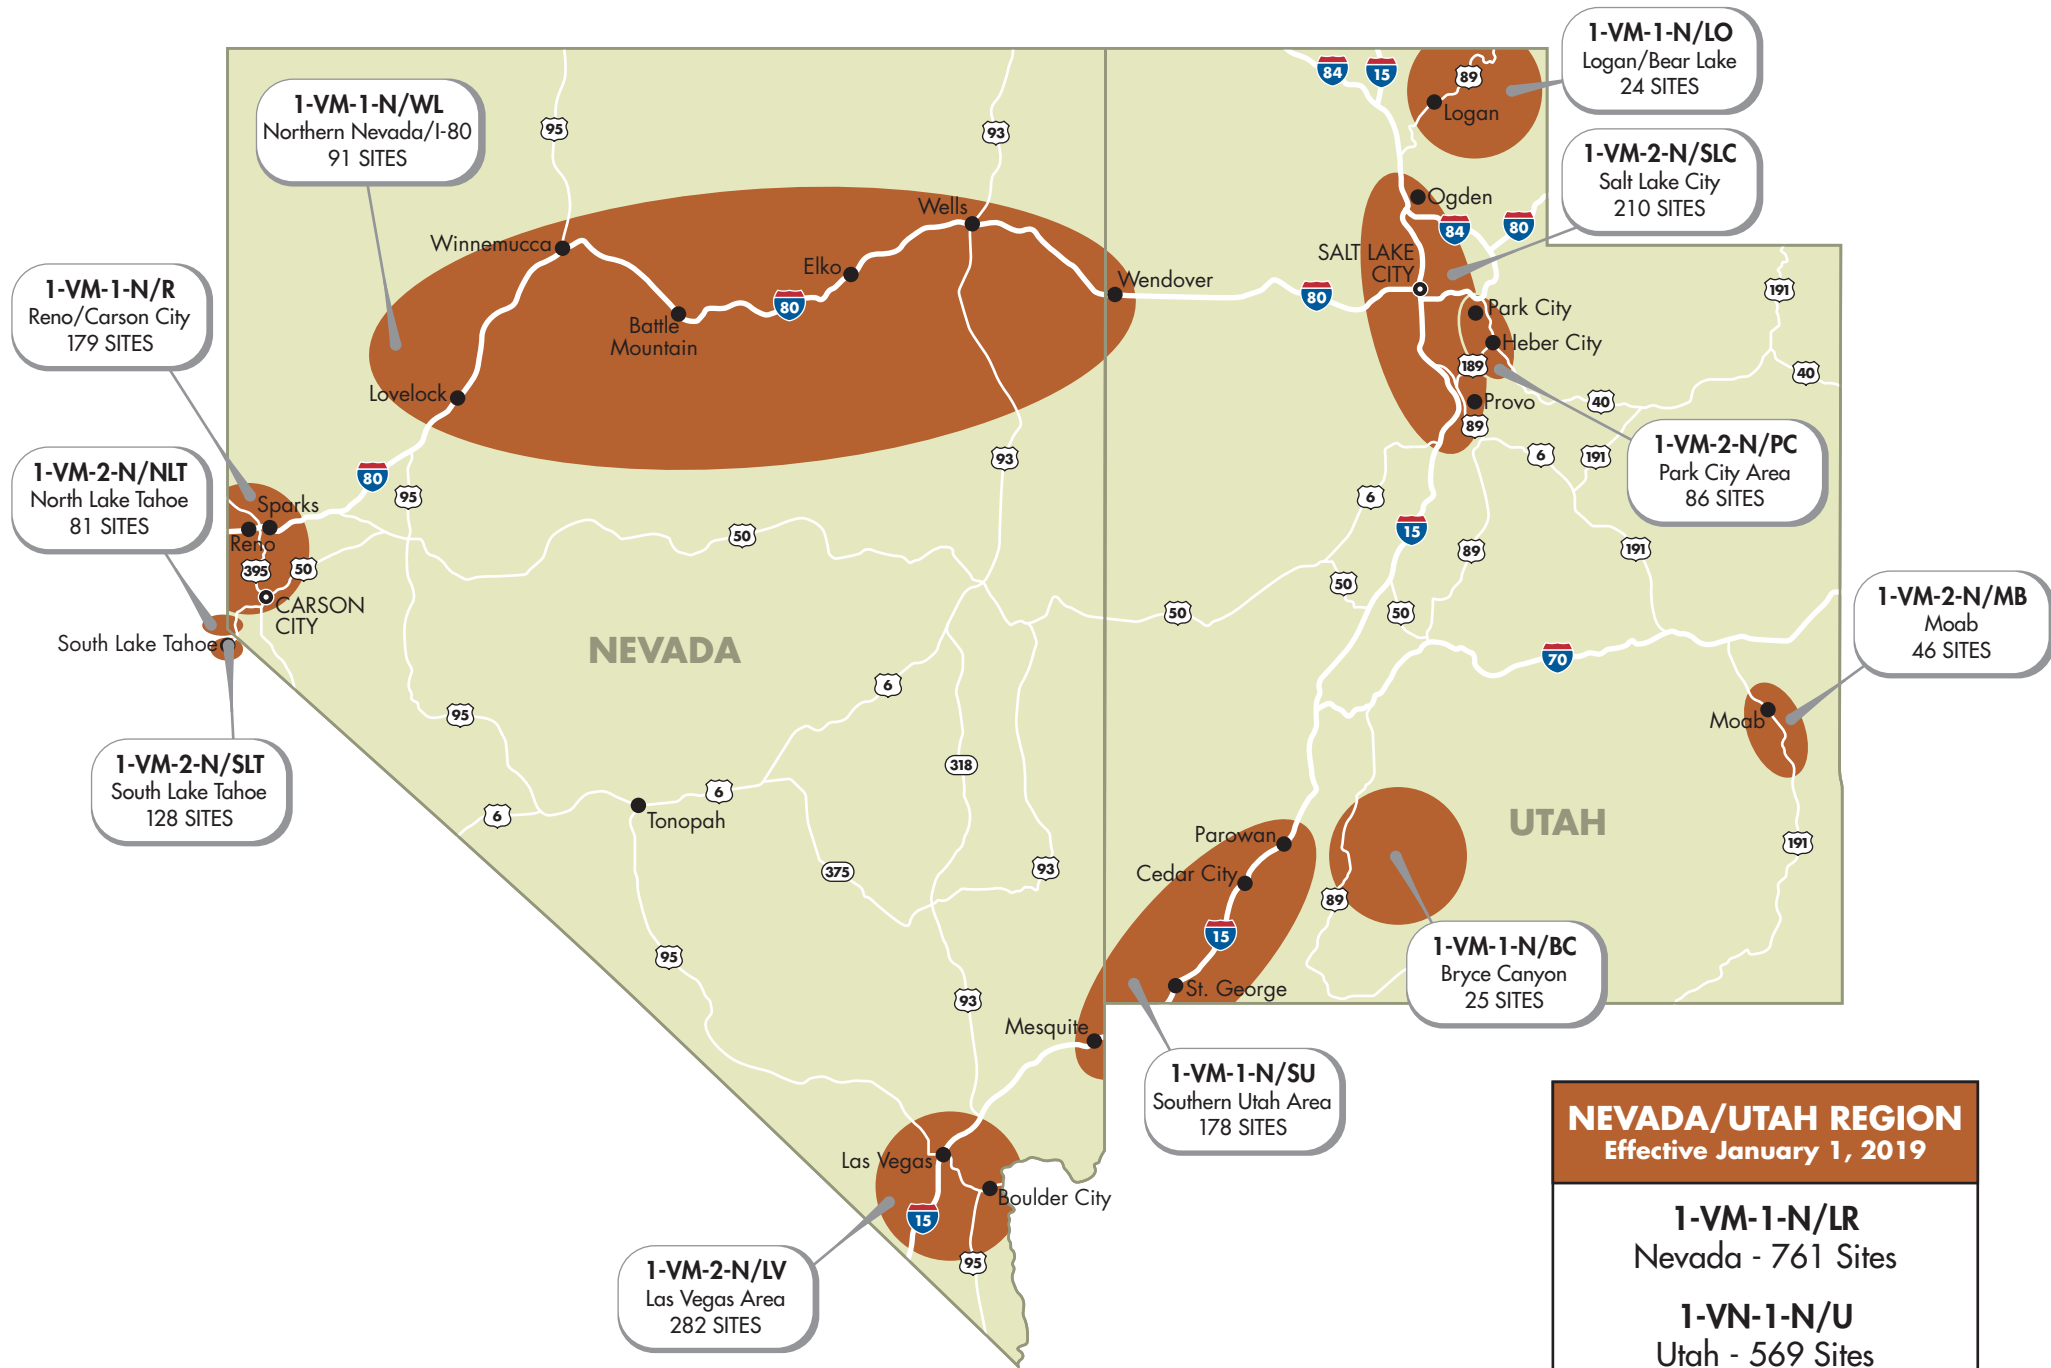 1-VM-1-N/LO
Logan/Bear Lake
24 SITES
84
15
89
Logan
1-VM-1-N/WL
Northern Nevada/I-80
91 SITES
95
93
1-VM-2-N/SLC
Salt Lake City
210 SITES
Ogden
84
80
Wells
Winnemucca
Elko
80
Battle
Mountain
Lovelock
Wendover
80
SALT LAKE
CITY
191
Park City
Heber City
189
40
40
Provo
89
1-VM-1-N/R
Reno/Carson City
179 SITES
1-VM-2-N/PC
Park City Area
86 SITES
6
191
93
80
95
6
1-VM-2-N/NLT
North Lake Tahoe
81 SITES
Sparks
Reno
395
50
CARSON
CITY
South Lake Tahoe
50
15
89
191
50
50
50
1-VM-2-N/MB
Moab
46 SITES
NEVADA
70
6
95
Moab
1-VM-2-N/SLT
South Lake Tahoe
128 SITES
318
6
6
Tonopah
UTAH
191
Parowan
Cedar City
375
93
89
15
1-VM-1-N/BC
Bryce Canyon
25 SITES
95
93
St. George
Mesquite
1-VM-1-N/SU
Southern Utah Area
178 SITES
Las Vegas
Boulder City
15
95
1-VM-2-N/LV
Las Vegas Area
282 SITES
NEVADA/UTAH REGION
Effective January 1, 2019
1-VM-1-N/LR
Nevada - 761 Sites
1-VN-1-N/U
Utah - 569 Sites